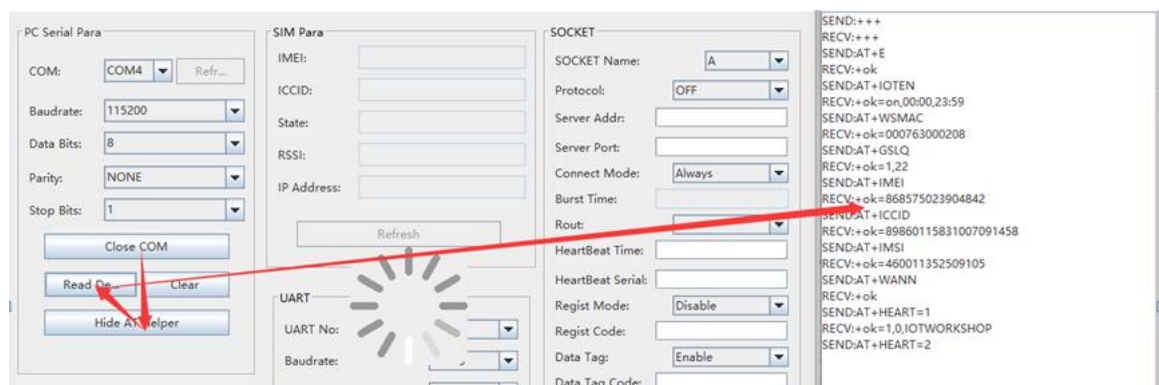 PC Serial Para
COM:
COM4
Refr...
Baudrate:
115200
Data Bits:
8
Parity:
NONE
Stop Bits:
1
Close COM
Read De...
Clear
Hide AT Helper
SIM Para
IMEI:
ICCID:
State:
RSSI:
IP Address:
Refresh
UART
UART No:
Baudrate:
SOCKET
SOCKET Name:
A
Protocol:
OFF
Server Addr:
Server Port:
Connect Mode:
Always
Burst Time:
Rout:
HeartBeat Time:
HeartBeat Serial:
Regist Mode:
Disable
Regist Code:
Data Tag:
Enable
Data Tag Code:
SEND:+++
RECV:+++
SEND:AT+E
RECV:+ok
SEND:AT+IOTEN
RECV:+ok=on,00:00,23:59
SEND:AT+WSMAC
RECV:+ok=000763000208
SEND:AT+GSLQ
RECV:+ok=1,22
SEND:AT+IMEI
RECV:+ok=868575023904842
SEND:AT+ICCID
RECV:+ok=89860115831007091458
SEND:AT+IMSI
RECV:+ok=460011352509105
SEND:AT+WANN
RECV:+ok
SEND:AT+HEART=1
RECV:+ok=1,0,IOTWORKSHOP
SEND:AT+HEART=2